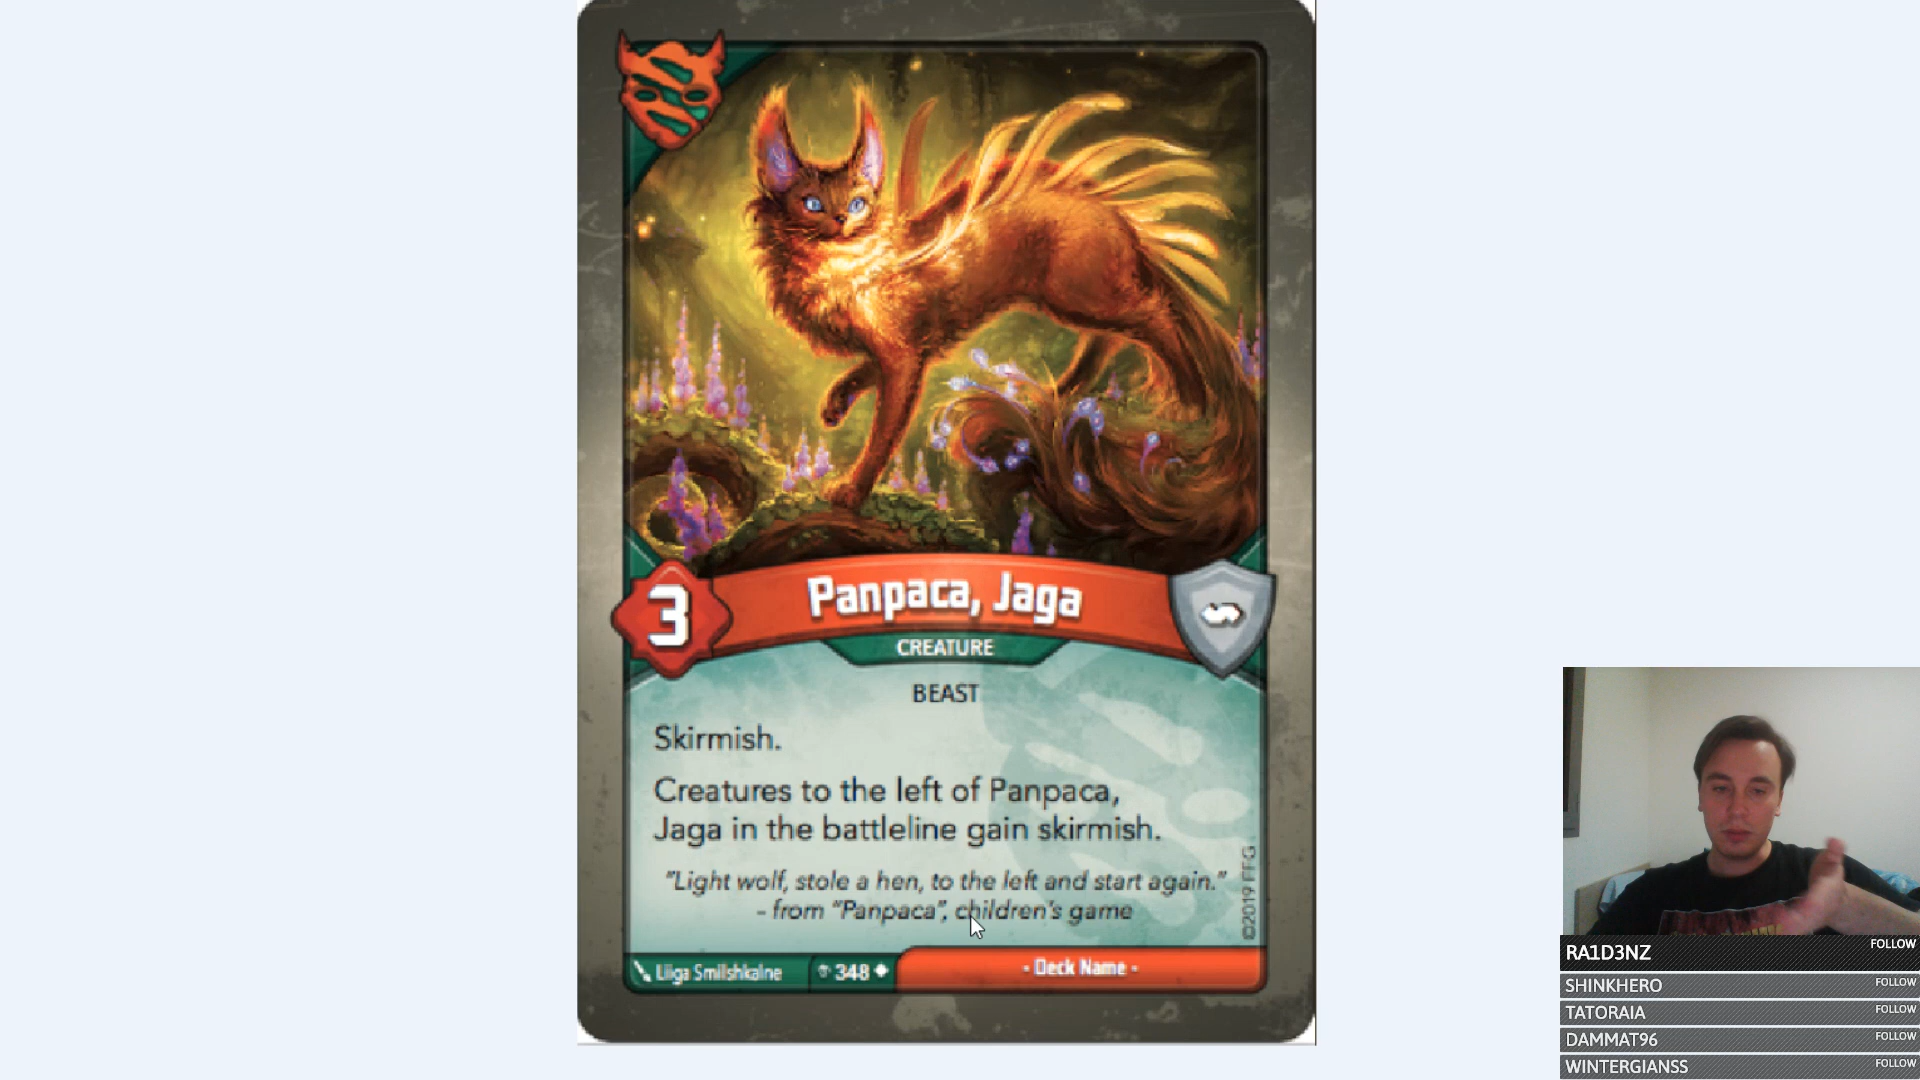 3
Panpaca, Jaga
CREATURE
BEAST
Skirmish.
Creatures to the left of Panpaca,
Jaga in the battleline gain skirmish.
"Light wolf, stole a hen, to the left and start again."
- from "Panpaca", children's game
©2019 FFG
Liiga Smilshkalne
348
- Deck Name -
RA1D3NZ FOLLOW
SHINKHERO FOLLOW
TATORAIA FOLLOW
DAMMAT96 FOLLOW
WINTERGIANSS FOLLOW